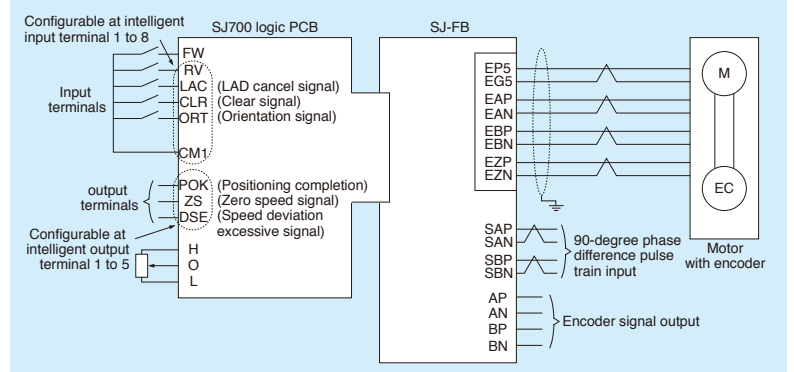 Configurable at intelligent
input terminal 1 to 8
SJ700 logic PCB
SJ-FB
FW
RV
LAC (LAD cancel signal)
CLR (Clear signal)
ORT (Orientation signal)
CM1
Input
terminals
POK (Positioning completion)
ZS (Zero speed signal)
DSE (Speed deviation
excessive signal)
output
terminals
Configurable at
intelligent output
terminal 1 to 5
H
O
L
EP5
EG5
EAP
EAN
EBP
EBN
EZP
EZN
M
EC
Motor
with encoder
SAP
SAN
SBP
SBN
90-degree phase
difference pulse
train input
AP
AN
BP
BN
Encoder signal output